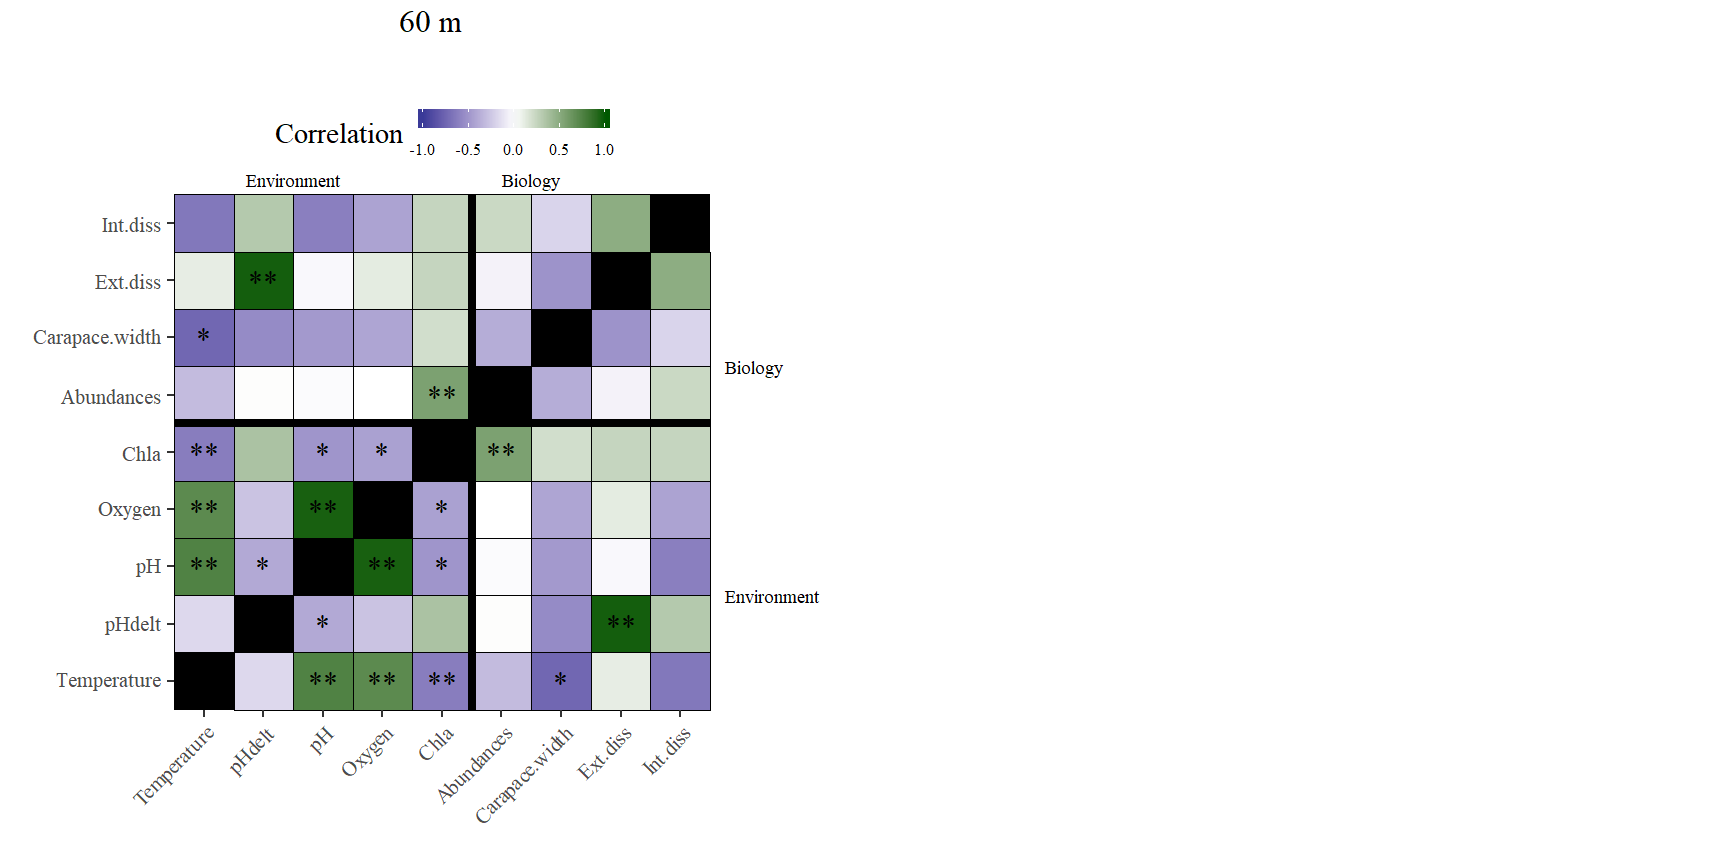 60 m
Correlation
-1.0 -0.5 0.0 0.5 1.0
Environment Biology
Int.diss
Ext.diss **
Carapace.width *
Biology
Abundances **
Chla ** * * **
Oxygen ** ** *
pH ** * ** *
Environment
pHdelt * **
Temperature ** ** ** *
Temperature pHdelt pH Oxygen Chla Abundances Carapace.width Ext.diss Int.diss